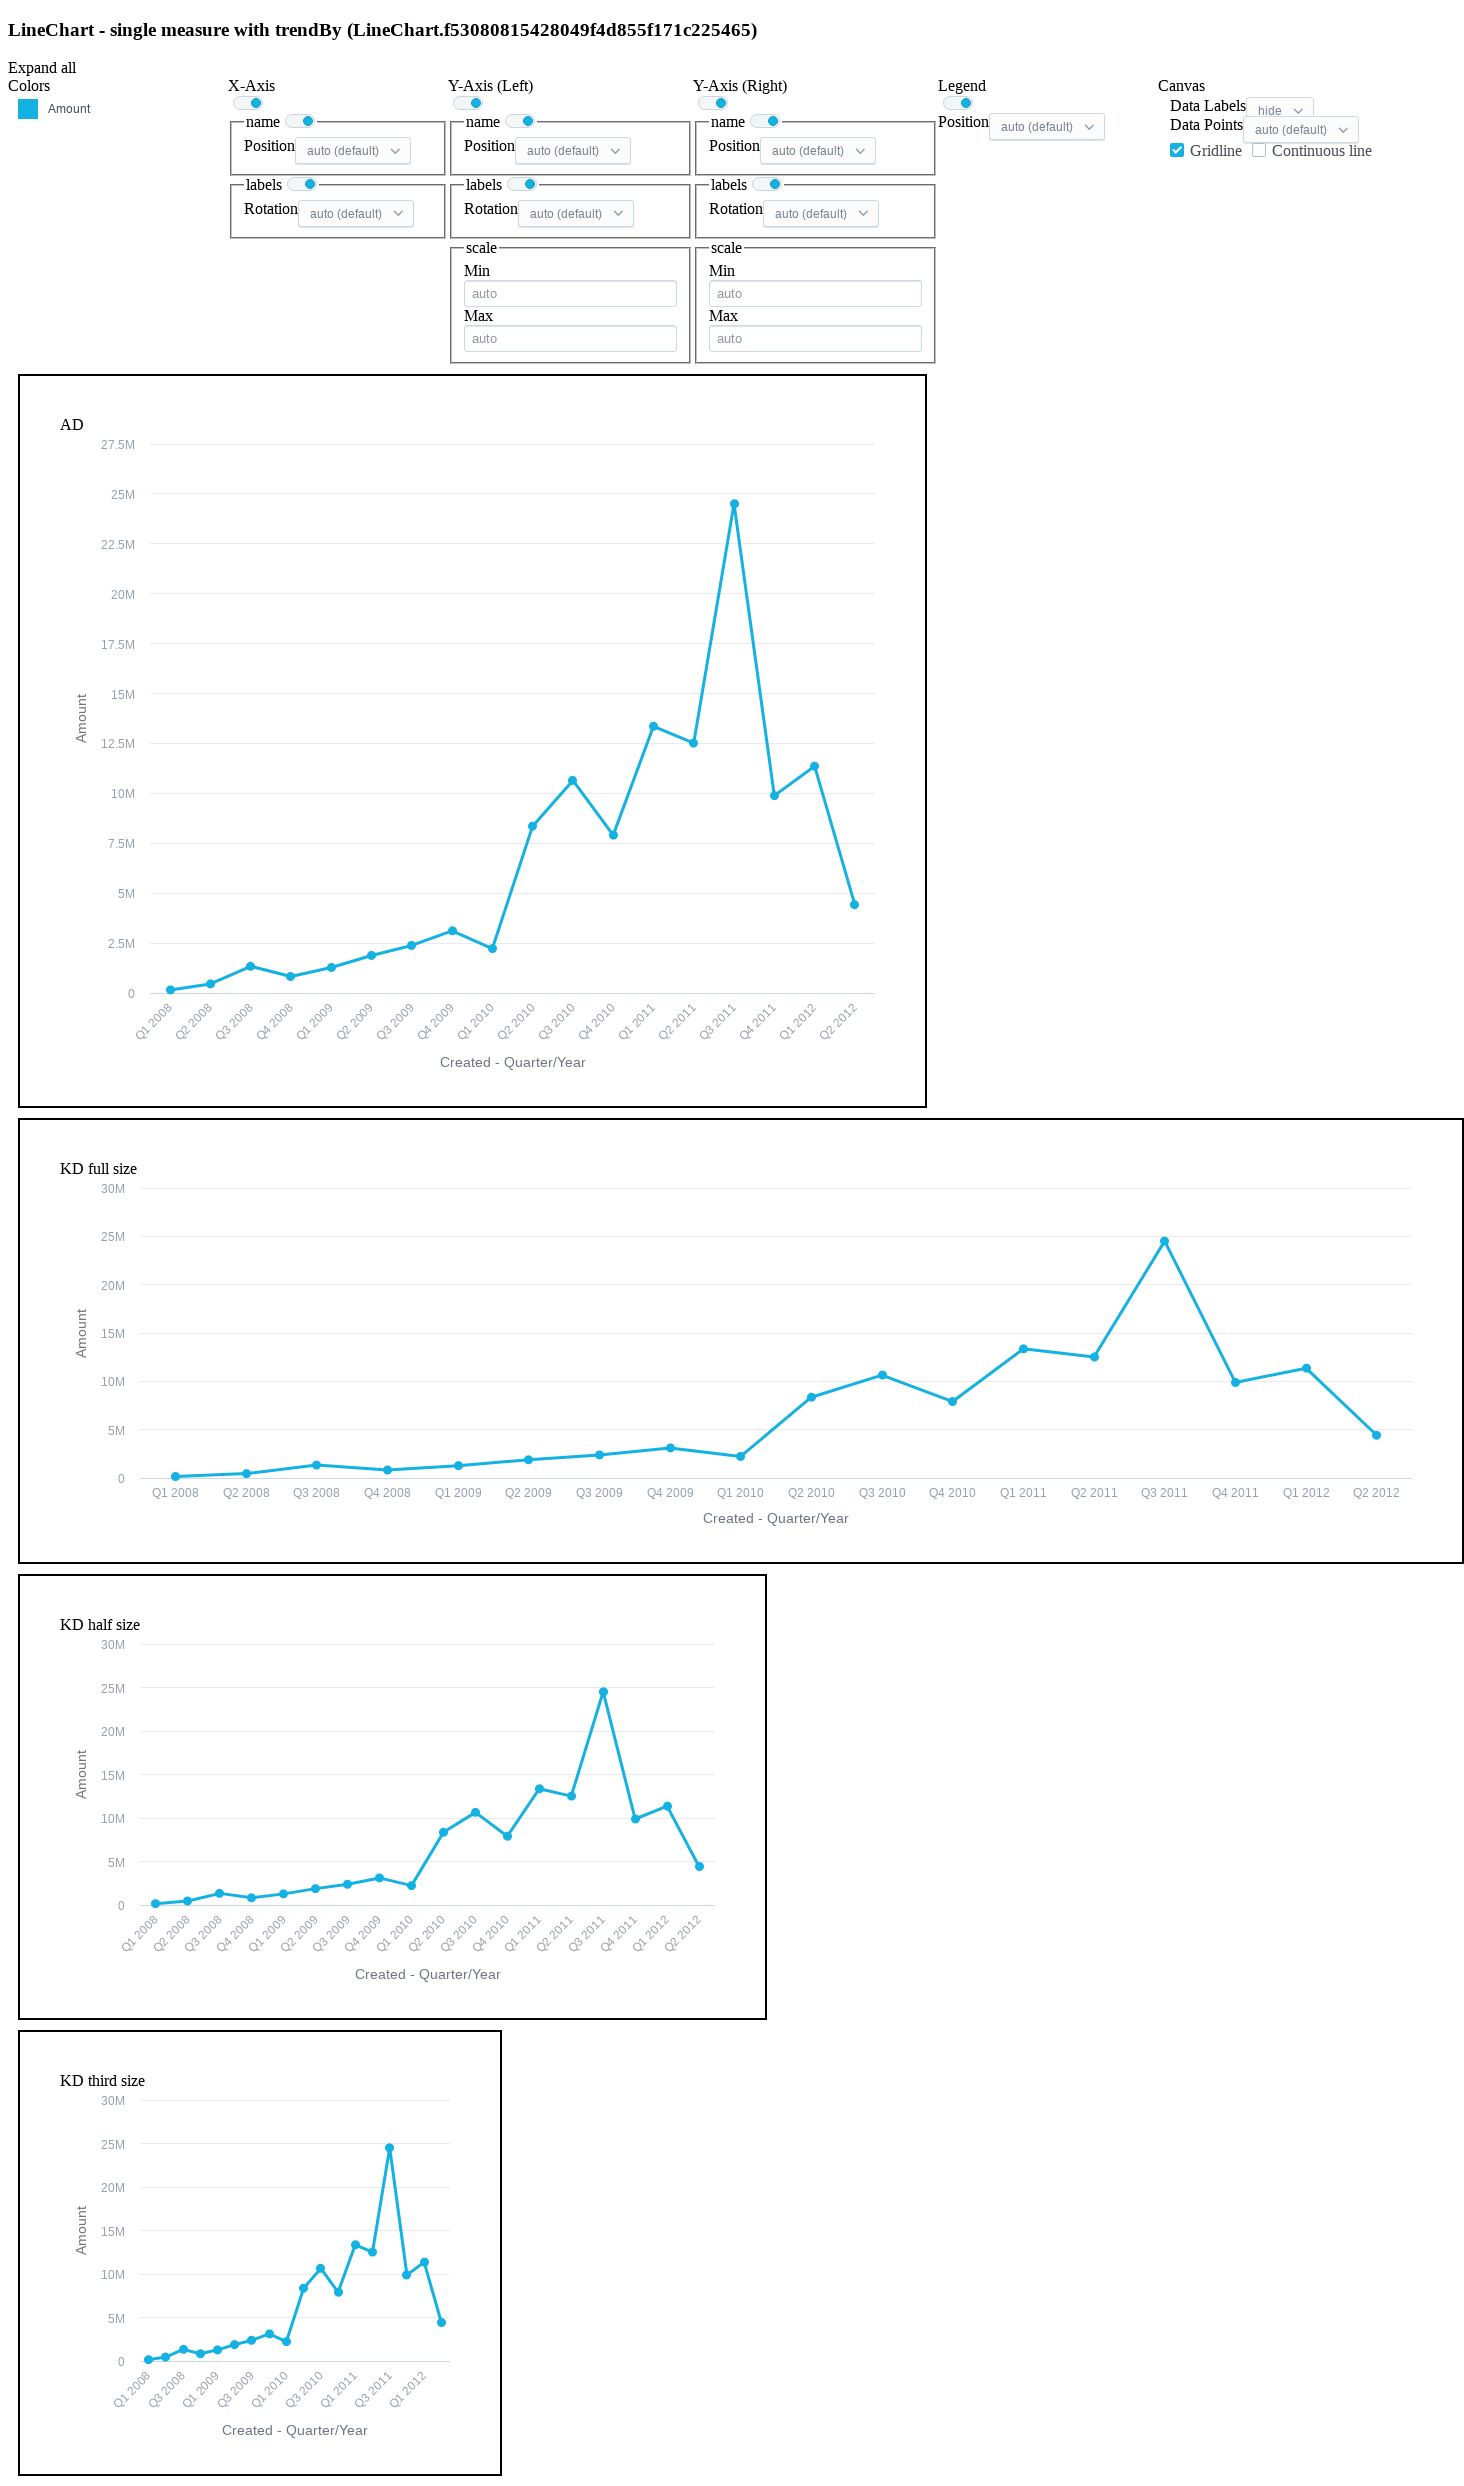 LineChart - single measure with trendBy (LineChart.f53080815428049f4d855f171c225465)
Expand all
Colors
Amount
X-Axis
name
Position auto (default)
labels
Rotation auto (default)
Y-Axis (Left)
name
Position auto (default)
labels
Rotation auto (default)
scale
Min
auto
Max
auto
Y-Axis (Right)
name
Position auto (default)
labels
Rotation auto (default)
scale
Min
auto
Max
auto
Legend
Position auto (default)
Canvas
Data Labels hide
Data Points auto (default)
Gridline Continuous line
AD
27.5M
25M
22.5M
20M
17.5M
15M
12.5M
10M
7.5M
5M
2.5M
0
Amount
Q1 2008
Q2 2008
Q3 2008
Q4 2008
Q1 2009
Q2 2009
Q3 2009
Q4 2009
Q1 2010
Q2 2010
Q3 2010
Q4 2010
Q1 2011
Q2 2011
Q3 2011
Q4 2011
Q1 2012
Q2 2012
Created - Quarter/Year
KD full size
30M
25M
20M
15M
10M
5M
0
Amount
Q1 2008 Q2 2008 Q3 2008 Q4 2008 Q1 2009 Q2 2009 Q3 2009 Q4 2009 Q1 2010 Q2 2010 Q3 2010 Q4 2010 Q1 2011 Q2 2011 Q3 2011 Q4 2011 Q1 2012 Q2 2012
Created - Quarter/Year
KD half size
30M
25M
20M
15M
10M
5M
0
Amount
Q1 2008
Q2 2008
Q3 2008
Q4 2008
Q1 2009
Q2 2009
Q3 2009
Q4 2009
Q1 2010
Q2 2010
Q3 2010
Q4 2010
Q1 2011
Q2 2011
Q3 2011
Q4 2011
Q1 2012
Q2 2012
Created - Quarter/Year
KD third size
30M
25M
20M
15M
10M
5M
0
Amount
Q1 2008
Q3 2008
Q1 2009
Q3 2009
Q1 2010
Q3 2010
Q1 2011
Q3 2011
Q1 2012
Created - Quarter/Year